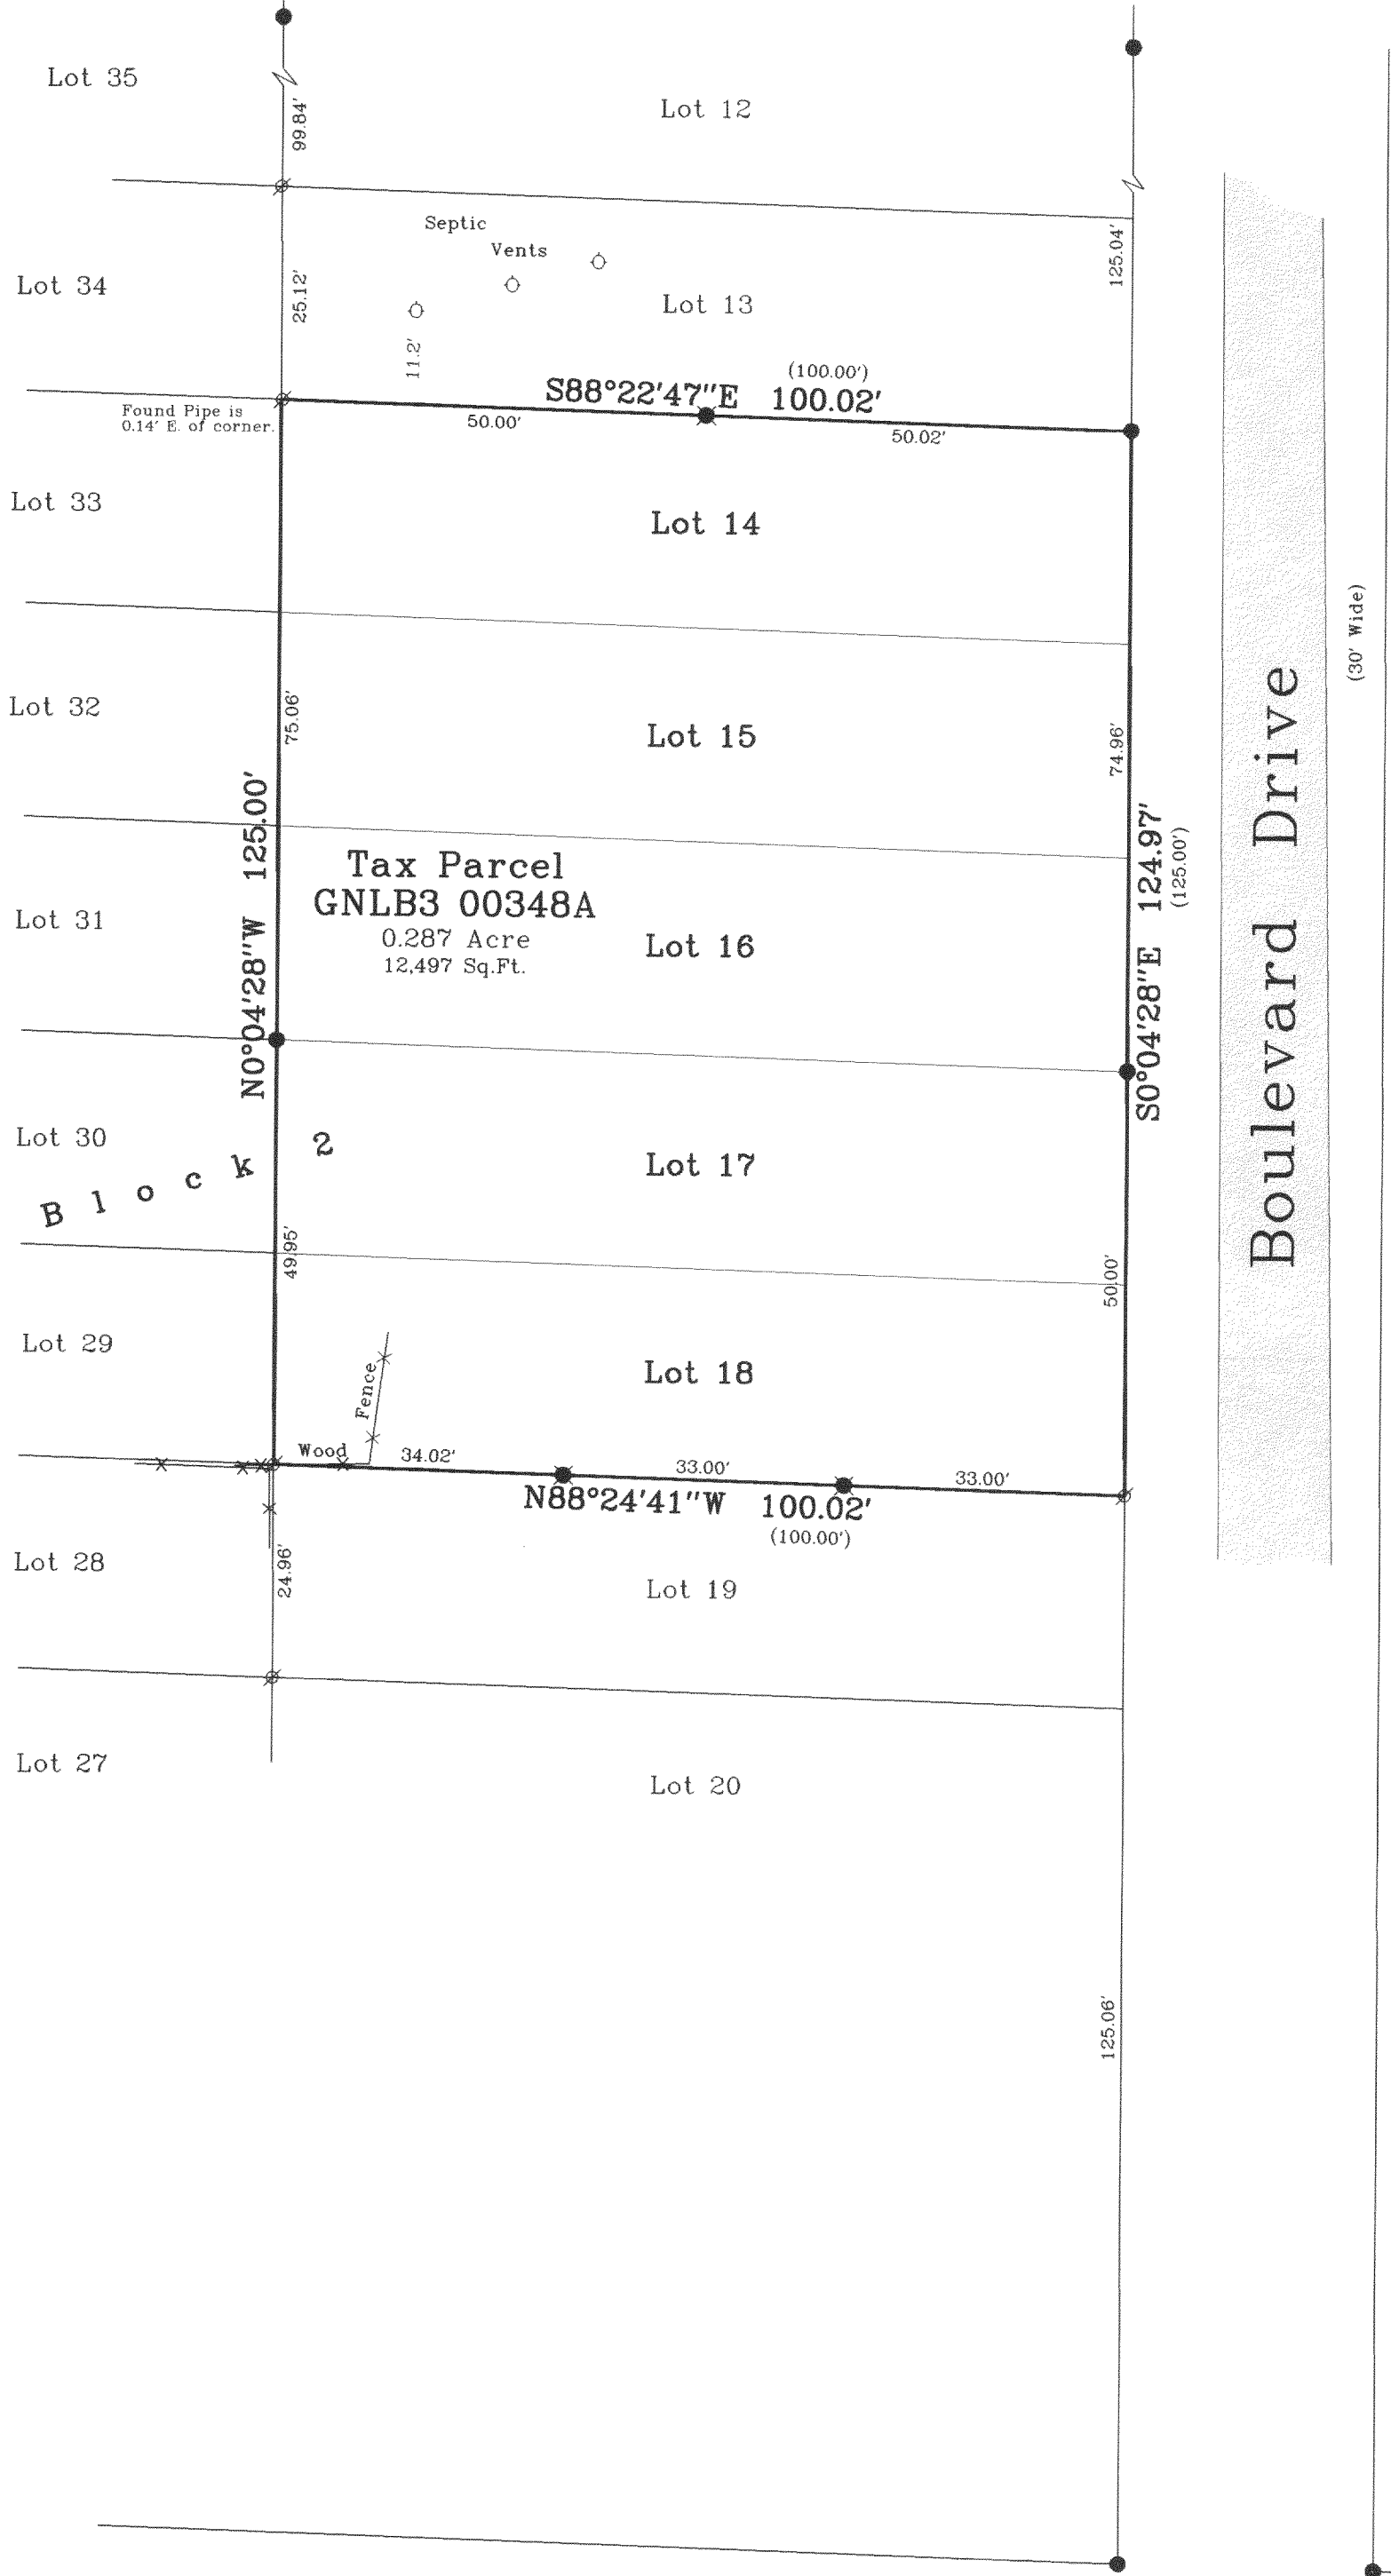 Lot 35
99.84'
Lot 12
Septic
Vents
125.04'
Lot 34
25.12'
Lot 13
11.2'
(100.00')
S88°22'47"E 100.02'
Found Pipe is
0.14' E. of corner.
50.00'
50.02'
Lot 33
Lot 14
(30' Wide)
Lot 32
75.06'
Lot 15
74.96'
Boulevard Drive
N0°04'28"W 125.00'
S0°04'28"E 124.97'
(125.00')
Tax Parcel
GNLB3 00348A
0.287 Acre
12,497 Sq.Ft.
Lot 31
Lot 16
Lot 30
Block 2
Lot 17
49.95'
50.00'
Lot 29
Fence
Lot 18
Wood
34.02'
33.00'
33.00'
N88°24'41"W 100.02'
(100.00')
Lot 28
24.96'
Lot 19
Lot 27
Lot 20
125.06'